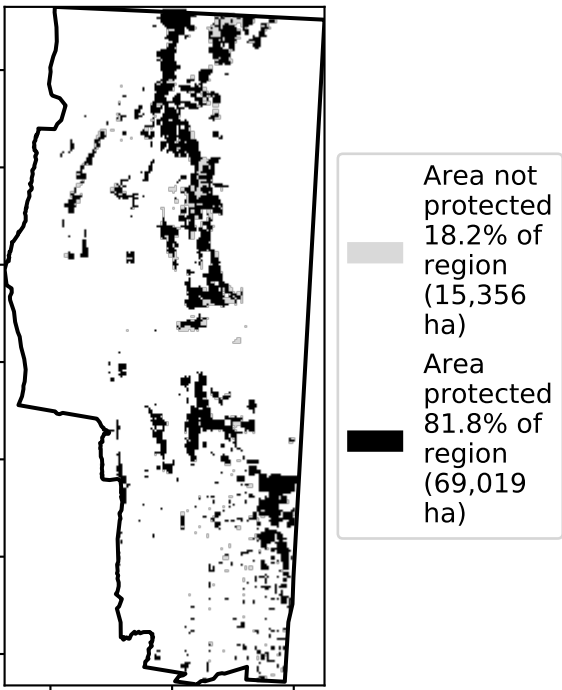 Area not
protected
18.2% of
region
(15,356
ha)
Area
protected
81.8% of
region
(69,019
ha)